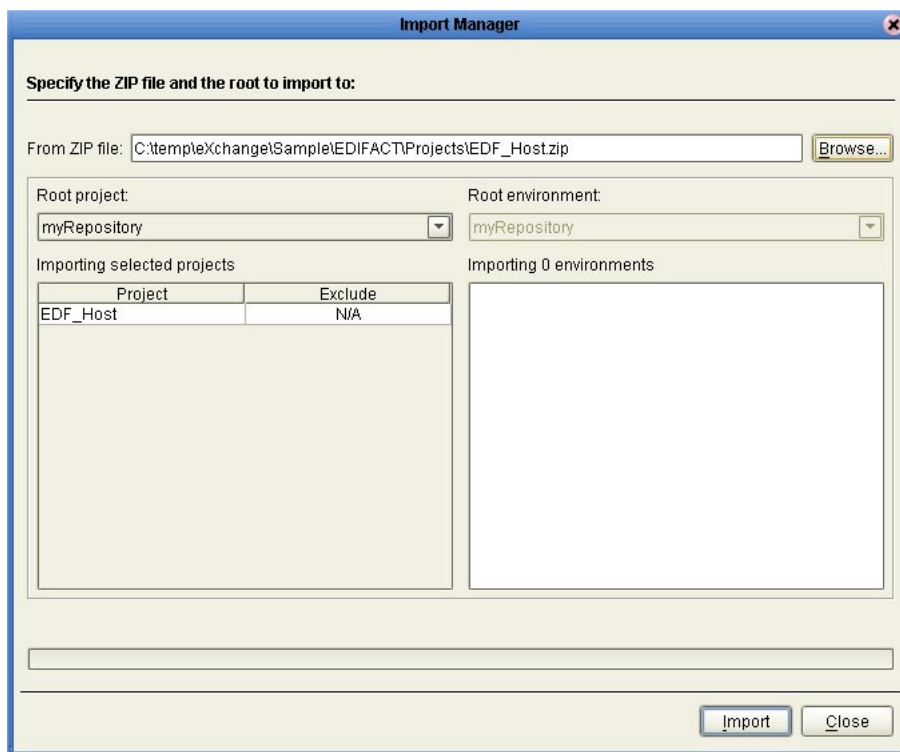 Import Manager
Specify the ZIP file and the root to import to:
From ZIP file: C:\temp\eXchange\Sample\EDIFACT\Projects\EDF_Host.zip Browse...
Root project: Root environment:
myRepository myRepository
Importing selected projects Importing 0 environments
Project Exclude
EDF_Host N/A
Import Close